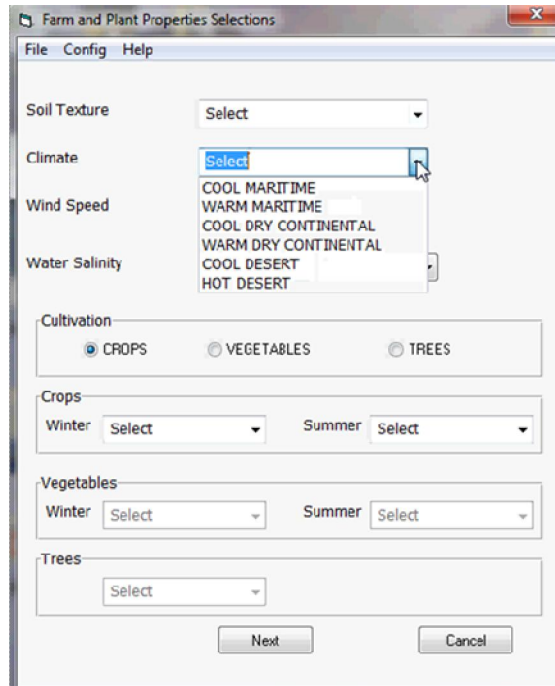 Farm and Plant Properties Selections
File Config Help
Soil Texture Select
Climate Select
COOL MARITIME
WARM MARITIME
Wind Speed
COOL DRY CONTINENTAL
WARM DRY CONTINENTAL
Water Salinity
COOL DESERT
HOT DESERT
Cultivation
CROPS VEGETABLES TREES
Crops
Winter Select Summer Select
Vegetables
Winter Select Summer Select
Trees
Select
Next Cancel